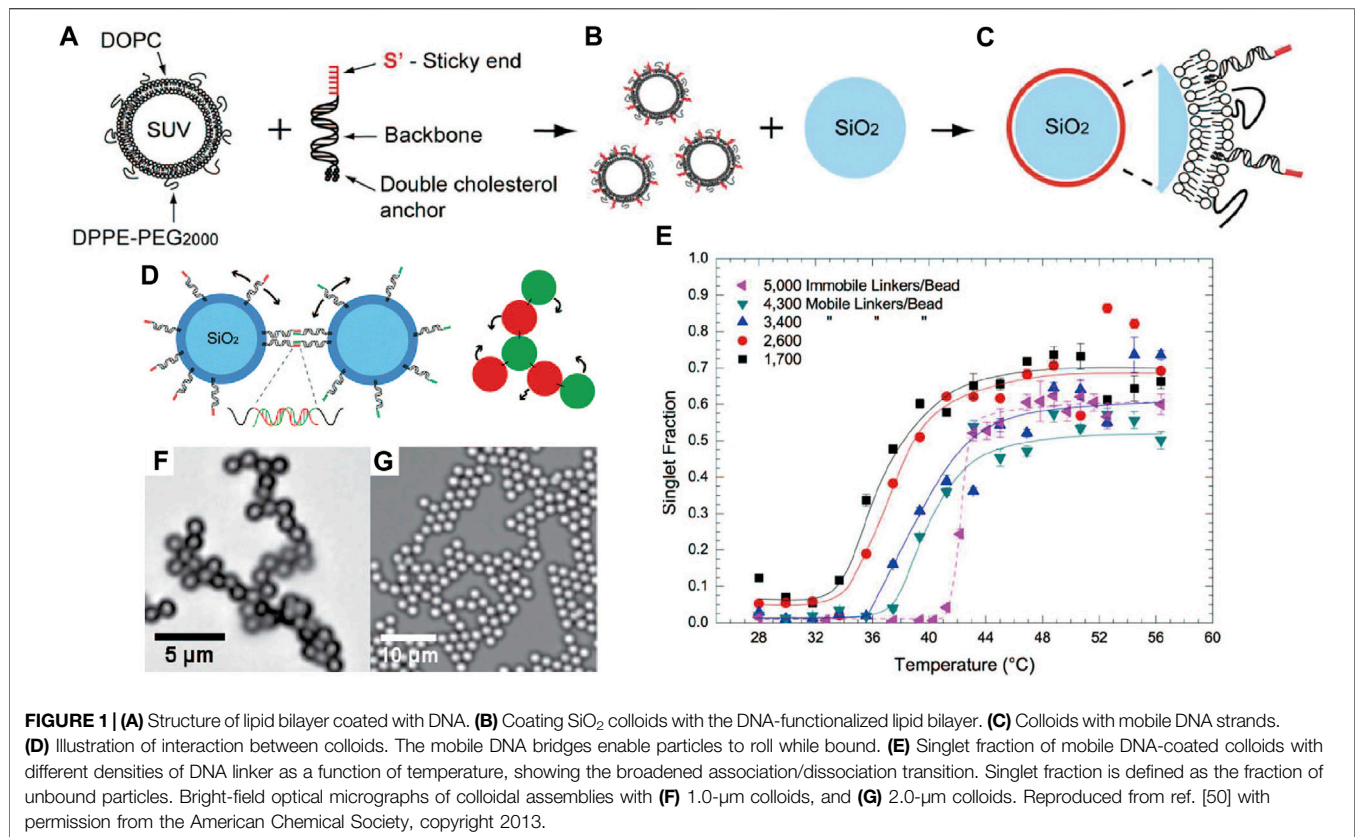 A
DOPC
SUV
DPPE-PEG2000
+
S' - Sticky end
Backbone
Double cholesterol
anchor
B
+
SiO2
C
SiO2
D
SiO2
E
5,000 Immobile Linkers/Bead
4,300 Mobile Linkers/Bead
3,400 " " "
2,600
1,700
Singlet Fraction
1.0
0.9
0.8
0.7
0.6
0.5
0.4
0.3
0.2
0.1
0.0
28 32 36 40 44 48 52 56 60
Temperature (°C)
F
5 μm
G
10 μm
FIGURE 1 | (A) Structure of lipid bilayer coated with DNA. (B) Coating SiO2 colloids with the DNA-functionalized lipid bilayer. (C) Colloids with mobile DNA strands.
(D) Illustration of interaction between colloids. The mobile DNA bridges enable particles to roll while bound. (E) Singlet fraction of mobile DNA-coated colloids with
different densities of DNA linker as a function of temperature, showing the broadened association/dissociation transition. Singlet fraction is defined as the fraction of
unbound particles. Bright-field optical micrographs of colloidal assemblies with (F) 1.0-μm colloids, and (G) 2.0-μm colloids. Reproduced from ref. [50] with
permission from the American Chemical Society, copyright 2013.